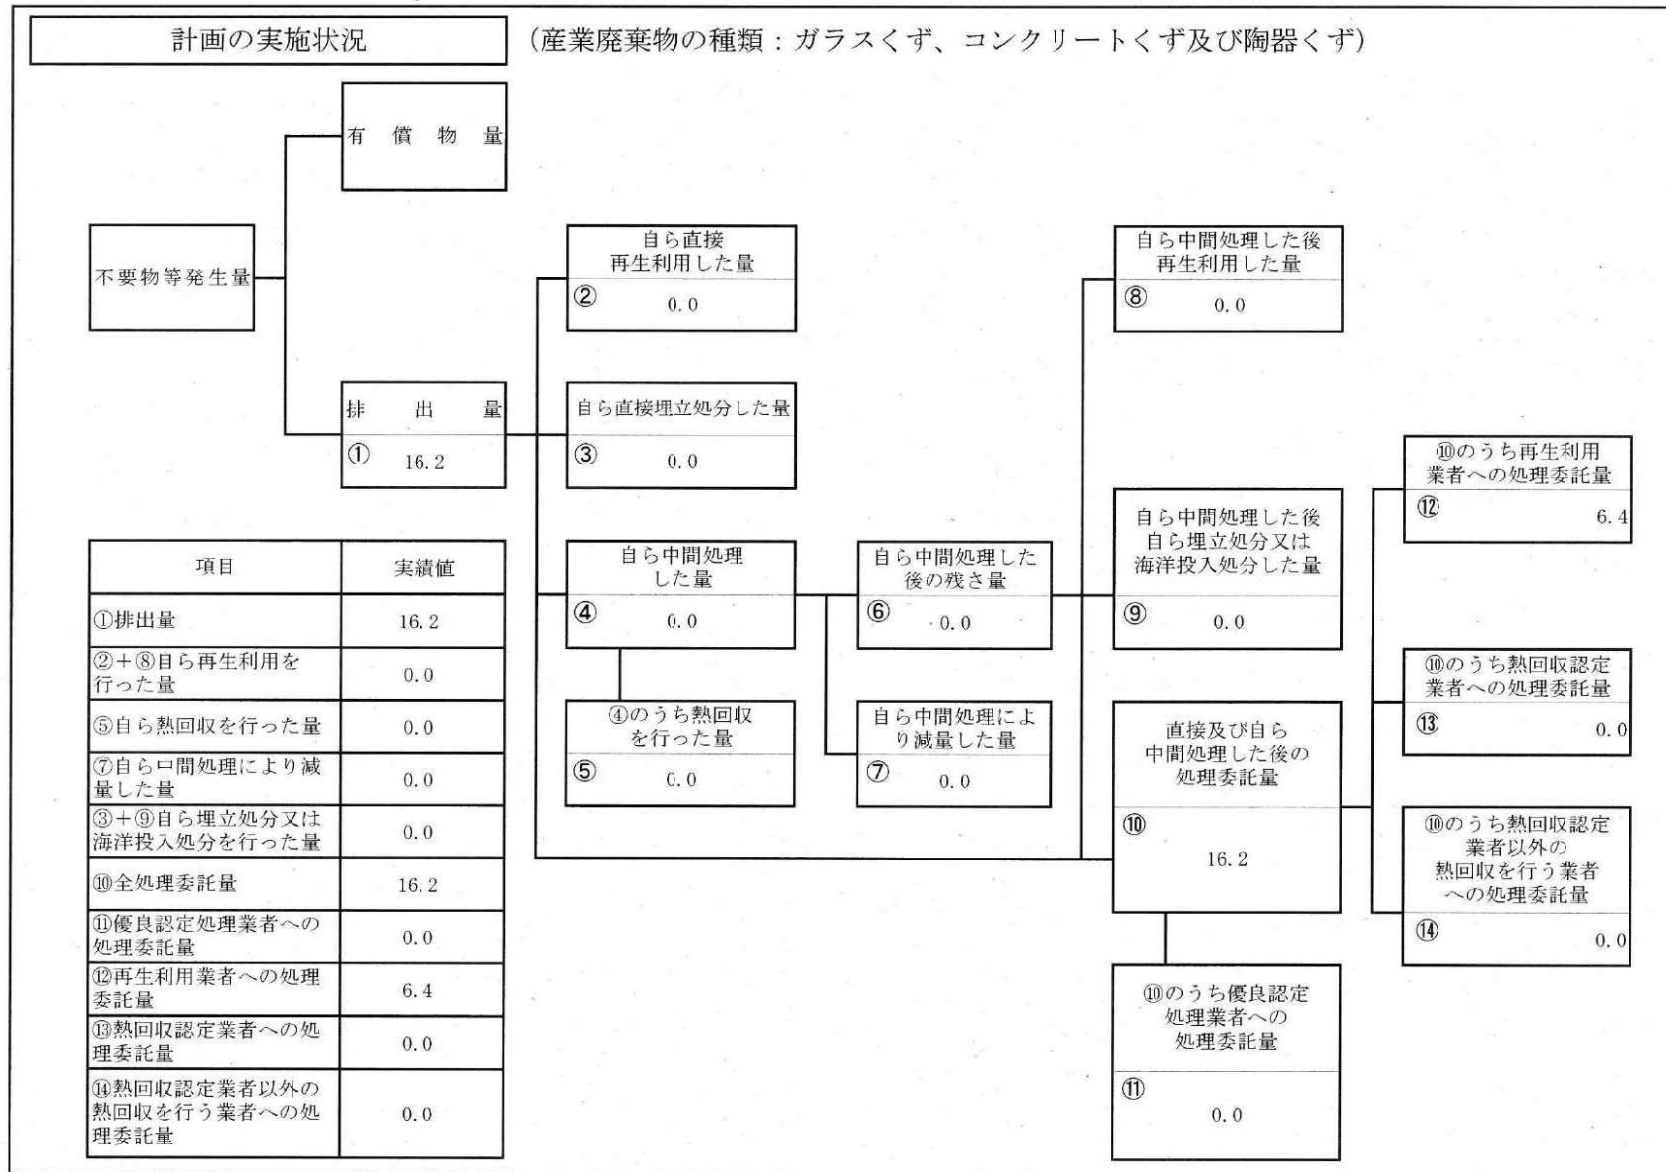 計画の実施状況
(産業廃棄物の種類：ガラスくず、コンクリートくず及び陶器くず)
有償物量
不要物等発生量
排出量
① 16.2
自ら直接
再生利用した量
② 0.0
自ら直接埋立処分した量
③ 0.0
自ら中間処理
した量
④ 0.0
④のうち熱回収
を行った量
⑤ 0.0
自ら中間処理した
後の残さ量
⑥ 0.0
自ら中間処理によ
り減量した量
⑦ 0.0
自ら中間処理した後
再生利用した量
⑧ 0.0
自ら中間処理した後
自ら埋立処分又は
海洋投入処分した量
⑨ 0.0
直接及び自ら
中間処理した後の
処理委託量
⑩
16.2
⑩のうち優良認定
処理業者への
処理委託量
⑪
0.0
⑩のうち再生利用
業者への処理委託量
⑫ 6.4
⑩のうち熱回収認定
業者への処理委託量
⑬ 0.0
⑩のうち熱回収認定
業者以外の
熱回収を行う業者
への処理委託量
⑭ 0.0
項目 実績値
①排出量 16.2
②＋⑧自ら再生利用を
行った量 0.0
⑤自ら熱回収を行った量 0.0
⑦自ら中間処理により減
量した量 0.0
③＋⑨自ら埋立処分又は
海洋投入処分を行った量 0.0
⑩全処理委託量 16.2
⑪優良認定処理業者への
処理委託量 0.0
⑫再生利用業者への処理
委託量 6.4
⑬熱回収認定業者への処
理委託量 0.0
⑭熱回収認定業者以外の
熱回収を行う業者への処
理委託量 0.0